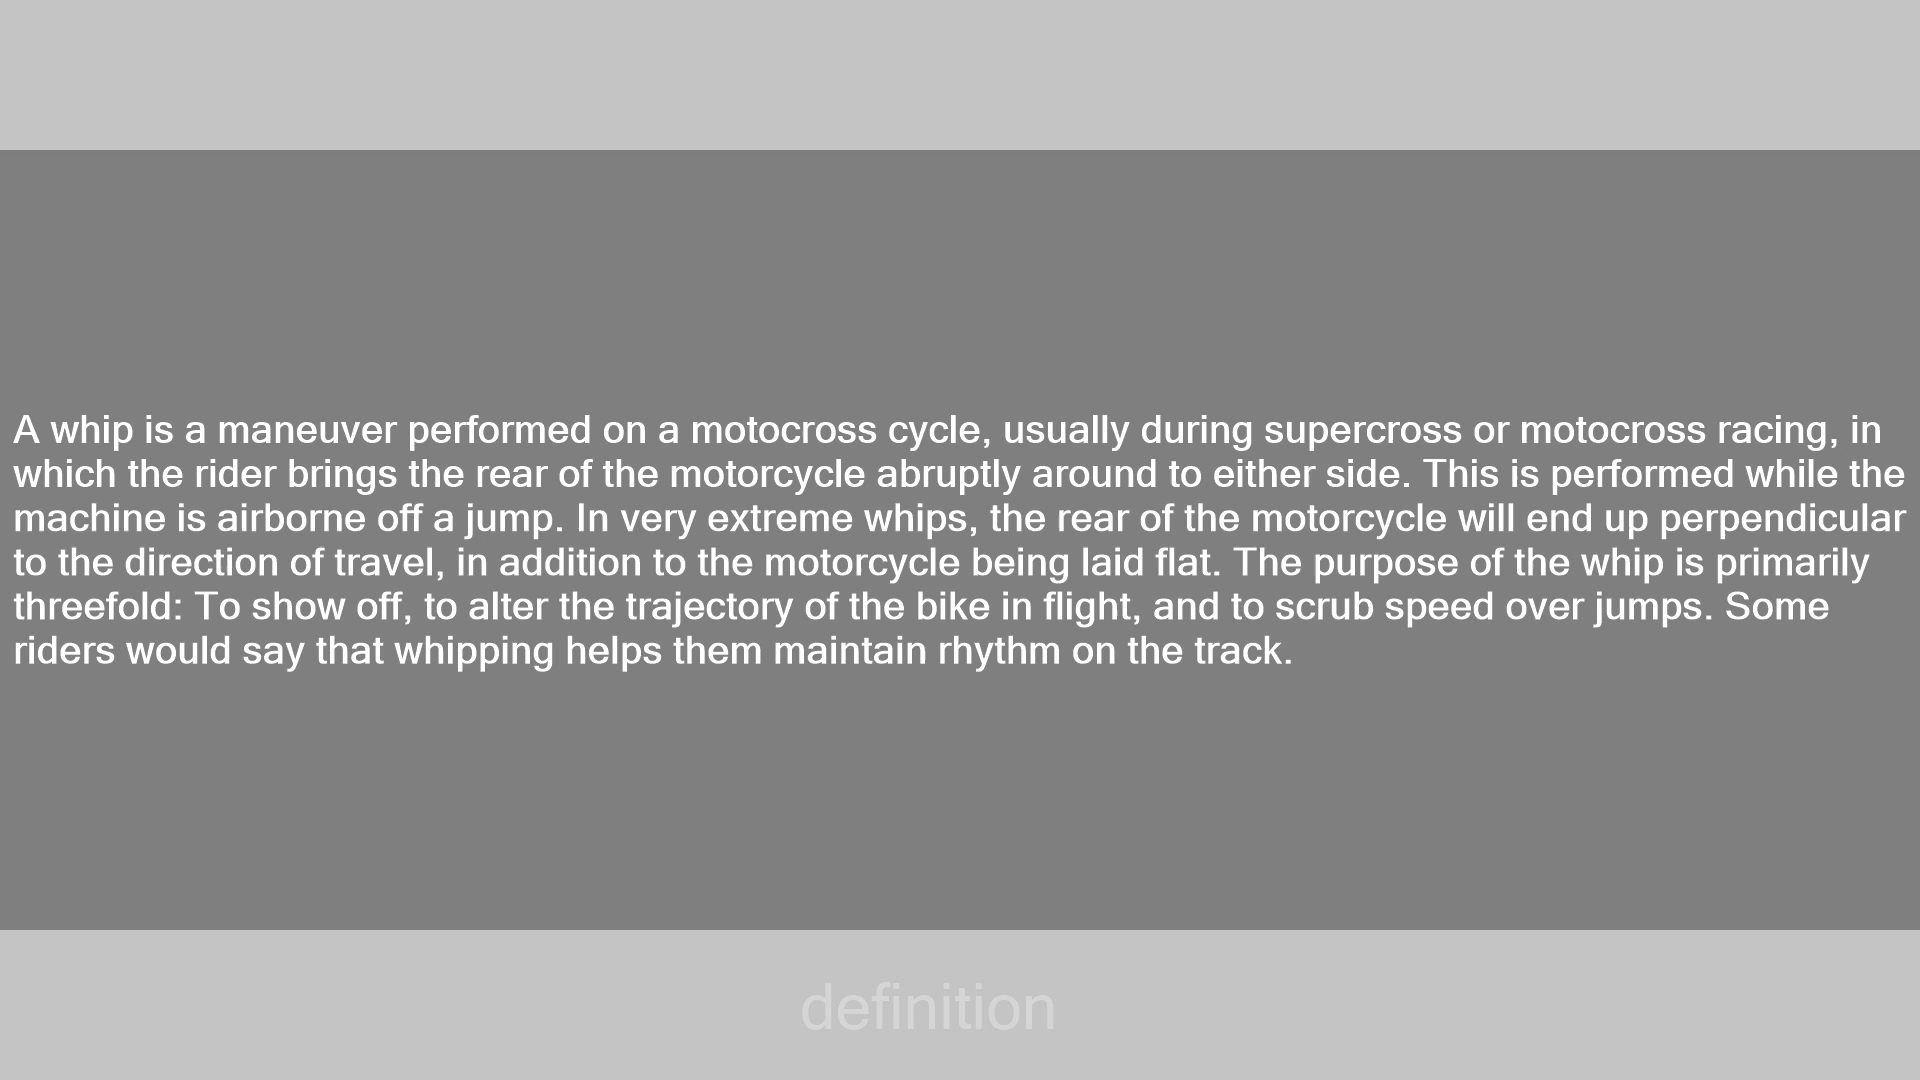 A whip is a maneuver performed on a motocross cycle, usually during supercross or motocross racing, in
which the rider brings the rear of the motorcycle abruptly around to either side. This is performed while the
machine is airborne off a jump. In very extreme whips, the rear of the motorcycle will end up perpendicular
to the direction of travel, in addition to the motorcycle being laid flat. The purpose of the whip is primarily
threefold: To show off, to alter the trajectory of the bike in flight, and to scrub speed over jumps. Some
riders would say that whipping helps them maintain rhythm on the track.
definition